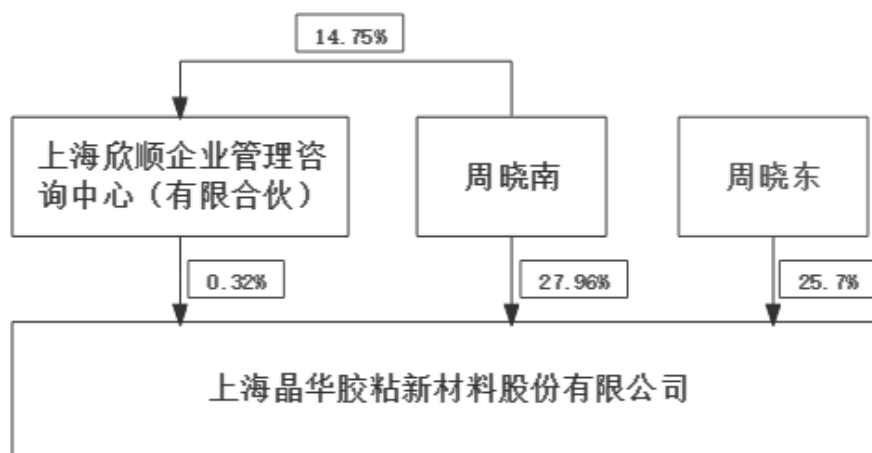 14.75%
上海欣顺企业管理咨
询中心（有限合伙）
周晓南
周晓东
0.32%
27.96%
25.7%
上海晶华胶粘新材料股份有限公司